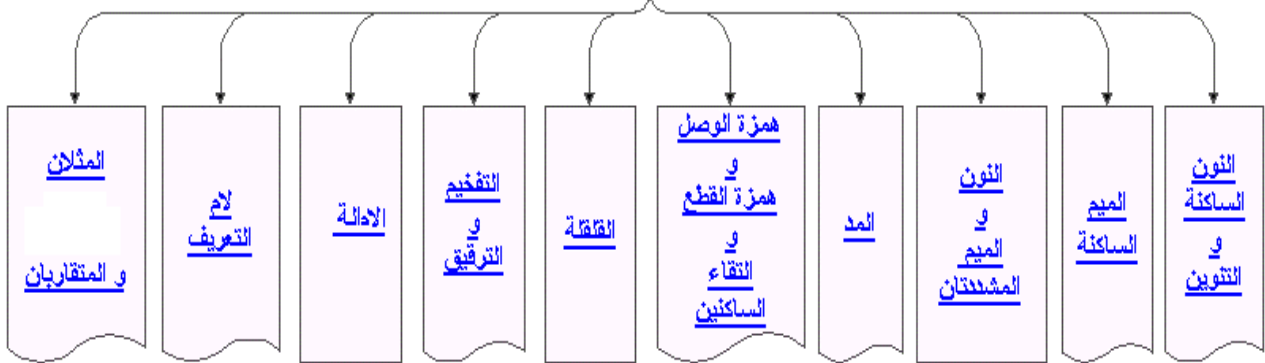 النون
الساكنة
و
التنوين
الميم
الساكنة
النون
و
الميم
المشددتان
المد
همزة الوصل
و
همزة القطع
و
التقاء
الساكنين
القلقلة
التفخيم
و
الترقيق
الامالة
لام
التعريف
المثلان
و المتقاربان